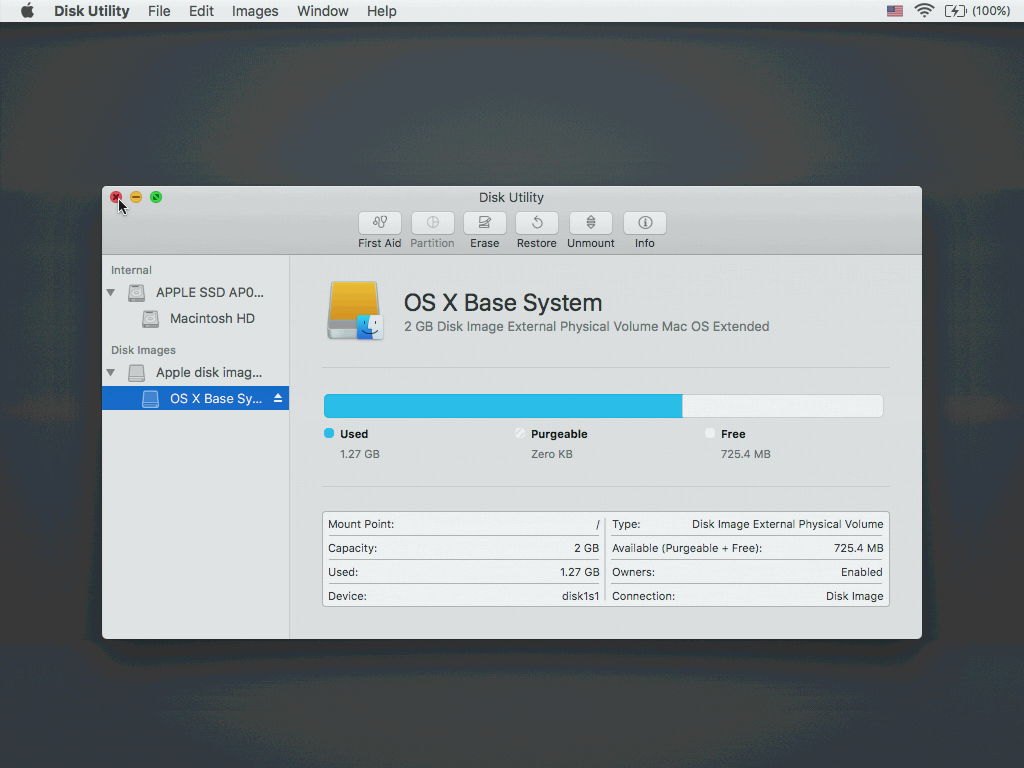 Disk Utility File Edit Images Window Help (100%)
Disk Utility
First Aid Partition Erase Restore Unmount Info
Internal
APPLE SSD AP0...
Macintosh HD
Disk Images
Apple disk imag...
OS X Base Sy...
OS X Base System
2 GB Disk Image External Physical Volume Mac OS Extended
Used Purgeable Free
1.27 GB Zero KB 725.4 MB
Mount Point: / Type: Disk Image External Physical Volume
Capacity: 2 GB Available (Purgeable + Free): 725.4 MB
Used: 1.27 GB Owners: Enabled
Device: disk1s1 Connection: Disk Image